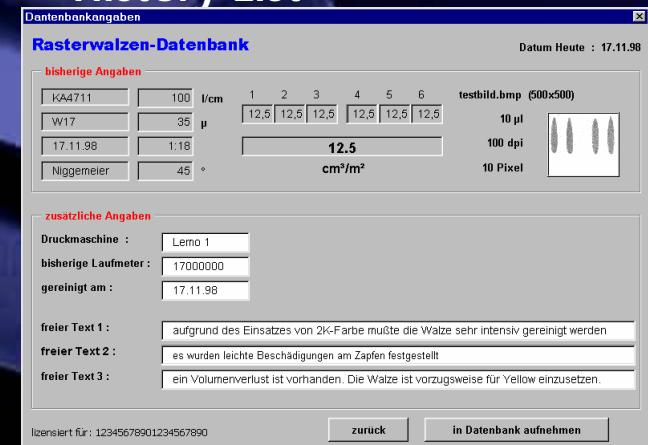 History List
Dantenbankangaben
Rasterwalzen-Datenbank
Datum Heute : 17.11.98
bisherige Angaben
KA4711 100 l/cm 1 2 3 4 5 6 testbild.bmp (500x500)
W17 35 µ 12,5 12,5 12,5 12,5 12,5 12,5 10 µl
17.11.98 1:18 12.5 100 dpi
Niggemeier 45 ° cm³/m² 10 Pixel
zusätzliche Angaben
Druckmaschine : Lemo 1
bisherige Laufmeter : 17000000
gereinigt am : 17.11.98
freier Text 1 : aufgrund des Einsatzes von 2K-Farbe mußte die Walze sehr intensiv gereinigt werden
freier Text 2 : es wurden leichte Beschädigungen am Zapfen festgestellt
freier Text 3 : ein Volumenverlust ist vorhanden. Die Walze ist vorzugsweise für Yellow einzusetzen.
lizensiert für : 12345678901234567890
zurück in Datenbank aufnehmen